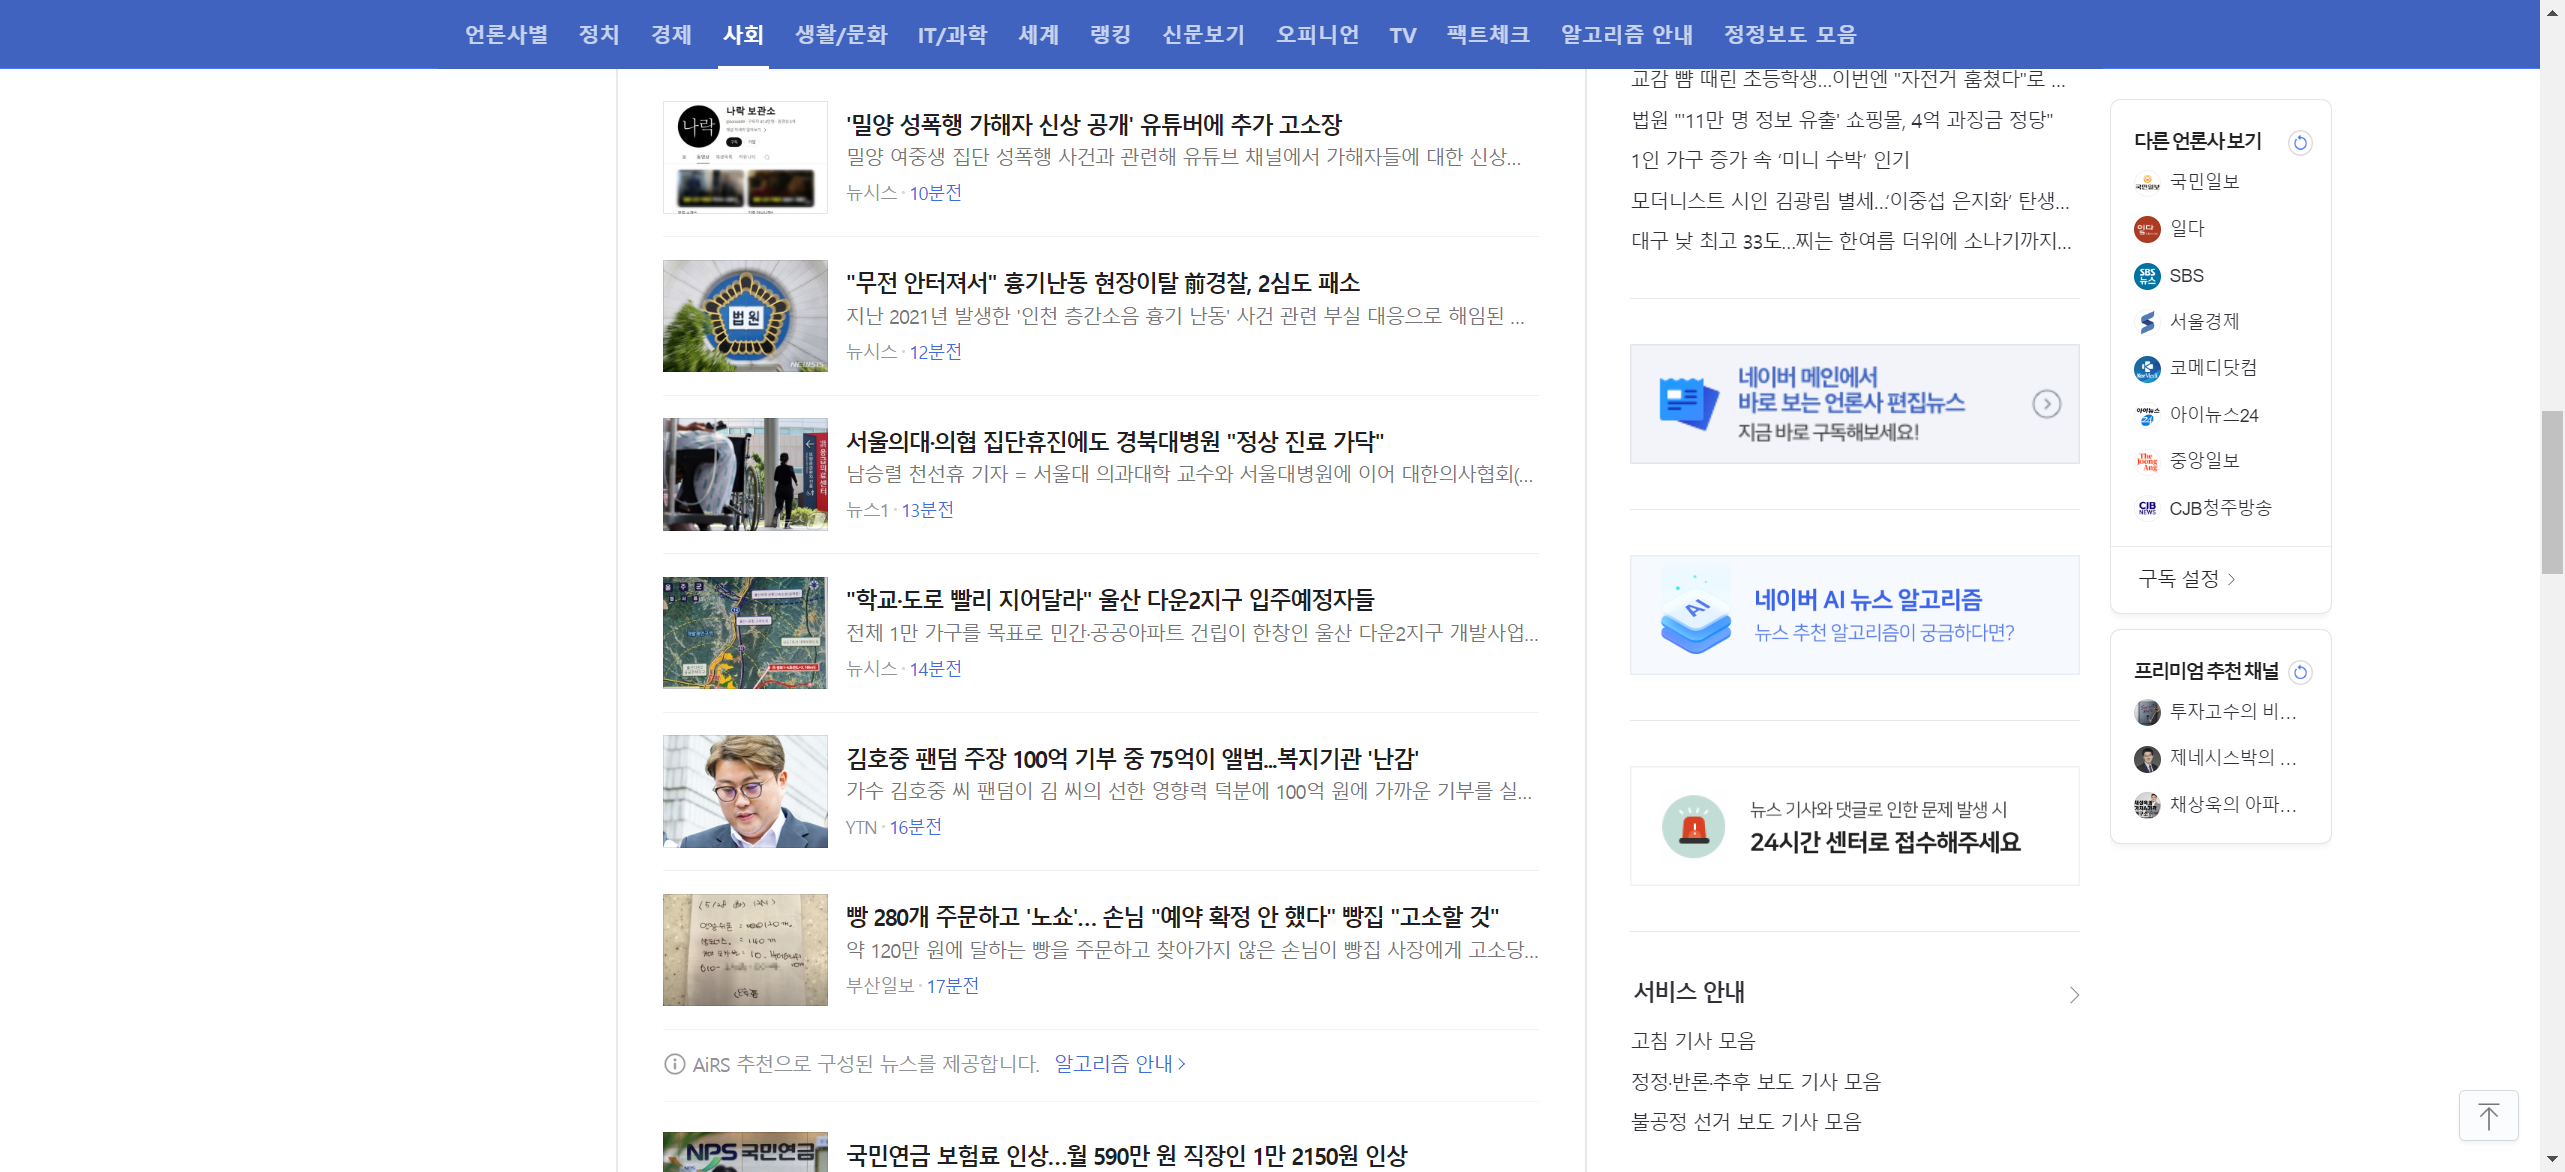 언론사별 정치 경제 사회 생활/문화 IT/과학 세계 랭킹 신문보기 오피니언 TV 팩트체크 알고리즘 안내 정정보도 모음
나락 보관소
나락
'밀양 성폭행 가해자 신상 공개' 유튜버에 추가 고소장
밀양 여중생 집단 성폭행 사건과 관련해 유튜브 채널에서 가해자들에 대한 신상...
뉴시스 · 10분전
법원
NEWSIS
"무전 안터져서" 흉기난동 현장이탈 前경찰, 2심도 패소
지난 2021년 발생한 '인천 층간소음 흉기 난동' 사건 관련 부실 대응으로 해임된 ...
뉴시스 · 12분전
서울의대·의협 집단휴진에도 경북대병원 "정상 진료 가닥"
남승렬 천선휴 기자 = 서울대 의과대학 교수와 서울대병원에 이어 대한의사협회(...
뉴스1 · 13분전
"학교·도로 빨리 지어달라" 울산 다운2지구 입주예정자들
전체 1만 가구를 목표로 민간·공공아파트 건립이 한창인 울산 다운2지구 개발사업...
뉴시스 · 14분전
김호중 팬덤 주장 100억 기부 중 75억이 앨범...복지기관 '난감'
가수 김호중 씨 팬덤이 김 씨의 선한 영향력 덕분에 100억 원에 가까운 기부를 실...
YTN · 16분전
빵 280개 주문하고 '노쇼'… 손님 "예약 확정 안 했다" 빵집 "고소할 것"
약 120만 원에 달하는 빵을 주문하고 찾아가지 않은 손님이 빵집 사장에게 고소당...
부산일보 · 17분전
AiRS 추천으로 구성된 뉴스를 제공합니다. 알고리즘 안내
NPS 국민연금
국민연금 보험료 인상…월 590만 원 직장인 1만 2150원 인상
교감 뺨 때린 초등학생…이번엔 "자전거 훔쳤다"로 ...
법원 "'11만 명 정보 유출' 쇼핑몰, 4억 과징금 정당"
1인 가구 증가 속 ‘미니 수박’ 인기
모더니스트 시인 김광림 별세…‘이중섭 은지화’ 탄생...
대구 낮 최고 33도…찌는 한여름 더위에 소나기까지...
네이버 메인에서
바로 보는 언론사 편집뉴스
지금 바로 구독해보세요!
AI
네이버 AI 뉴스 알고리즘
뉴스 추천 알고리즘이 궁금하다면?
뉴스 기사와 댓글로 인한 문제 발생 시
24시간 센터로 접수해주세요
서비스 안내
고침 기사 모음
정정·반론·추후 보도 기사 모음
불공정 선거 보도 기사 모음
다른 언론사 보기
국민일보 국민일보
일다 일다
SBS 뉴스 SBS
서울경제
코메디닷컴
아이뉴스24 아이뉴스24
The JoongAng 중앙일보
CJB NEWS CJB청주방송
구독 설정
프리미엄 추천 채널
투자고수의 비...
제네시스박의 ...
채상욱의 아파...